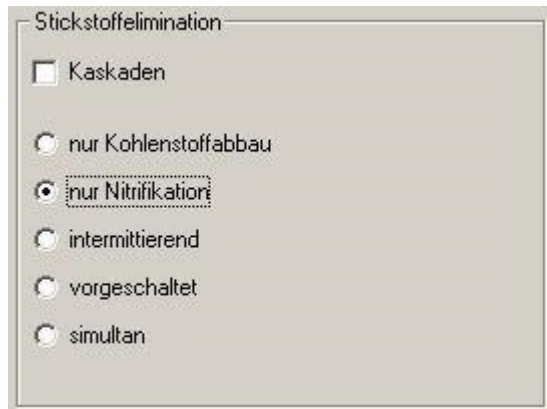 Stickstoffelimination
Kaskaden
nur Kohlenstoffabbau
nur Nitrifikation
intermittierend
vorgeschaltet
simultan